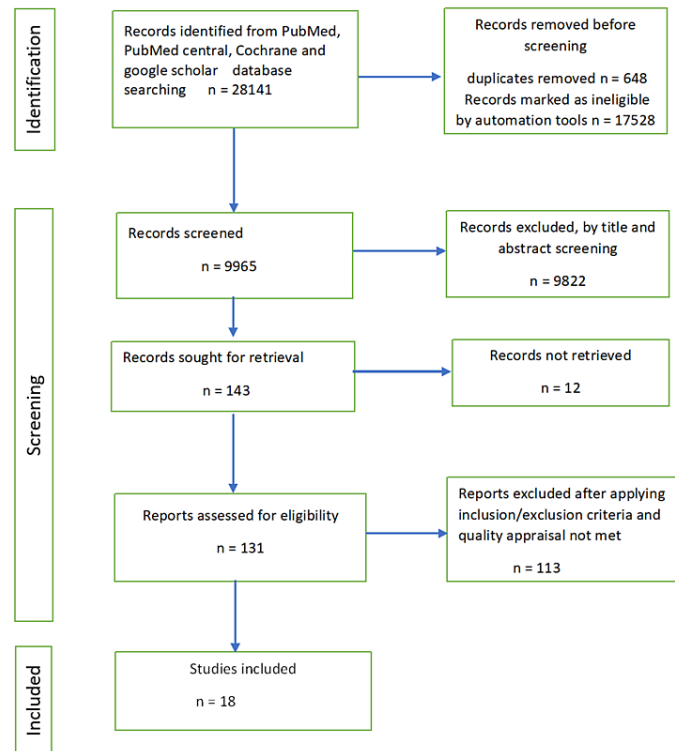 Identification
Records identified from PubMed,
PubMed central, Cochrane and
google scholar database
searching n = 28141
Records removed before
screening
duplicates removed n = 648
Records marked as ineligible
by automation tools n = 17528
Screening
Records screened
n = 9965
Records excluded, by title and
abstract screening
n = 9822
Records sought for retrieval
n = 143
Records not retrieved
n = 12
Reports assessed for eligibility
n = 131
Reports excluded after applying
inclusion/exclusion criteria and
quality appraisal not met
n = 113
Included
Studies included
n = 18